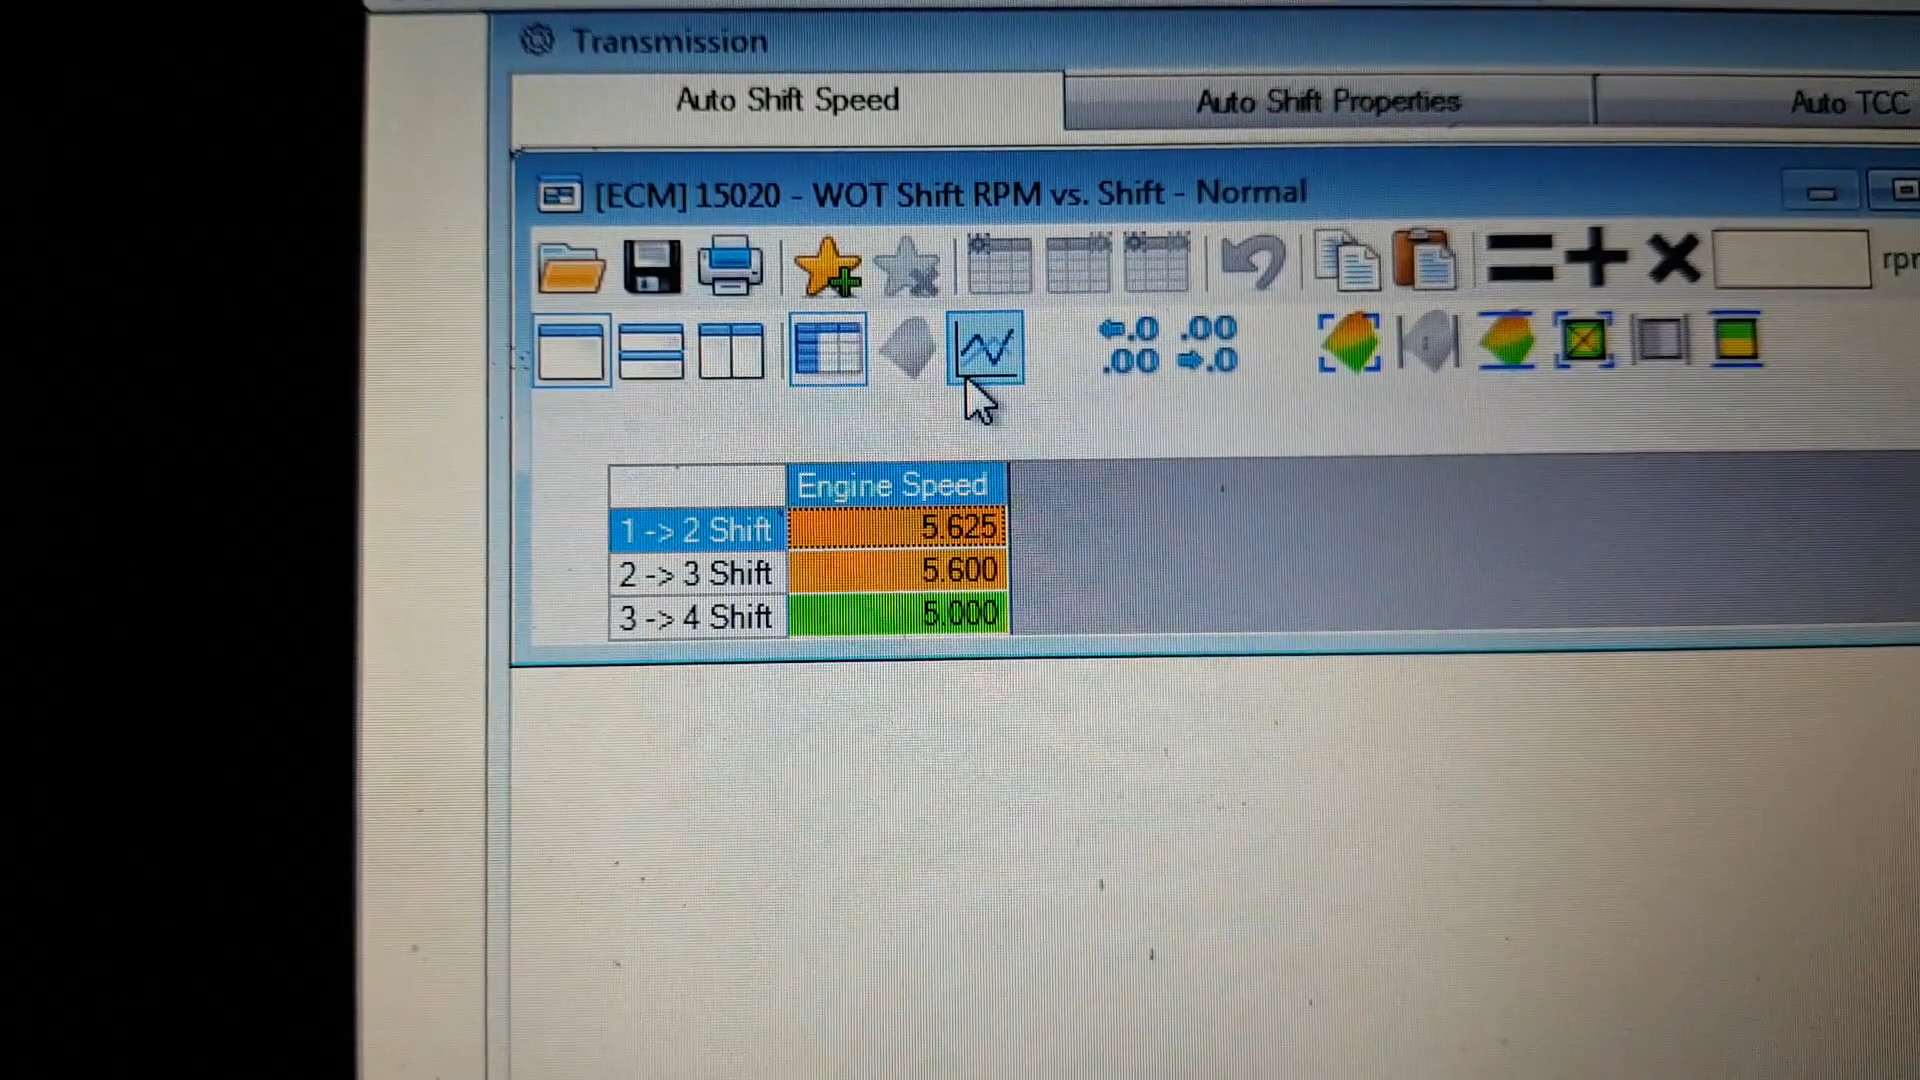 Transmission
Auto Shift Speed
Auto Shift Properties
Auto TCC
[ECM] 15020 - WOT Shift RPM vs. Shift - Normal
rpm
.0 .00
.00 .0
Engine Speed
1 -> 2 Shift 5.625
2 -> 3 Shift 5.600
3 -> 4 Shift 5.000